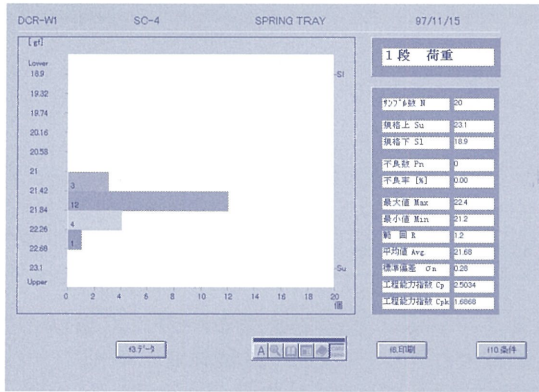 DCR-W1 SC-4 SPRING TRAY 97/11/15
[gf]
Lower
18.9 Sl
19.32
19.74
20.16
20.58
21
3
21.42
12
21.84
4
22.26
1
22.68
23.1 Su
Upper
0 2 4 6 8 10 12 14 16 18 20
個
1段 荷重
ｻﾝﾌﾟﾙ数 N 20
規格上 Su 23.1
規格下 Sl 18.9
不良数 Pn 0
不良率 [%] 0.00
最大値 Max 22.4
最小値 Min 21.2
範囲 R 1.2
平均値 Avg. 21.68
標準偏差 σn 0.28
工程能力指数 Cp 2.5034
工程能力指数 Cpk 1.6868
A
紙印刷